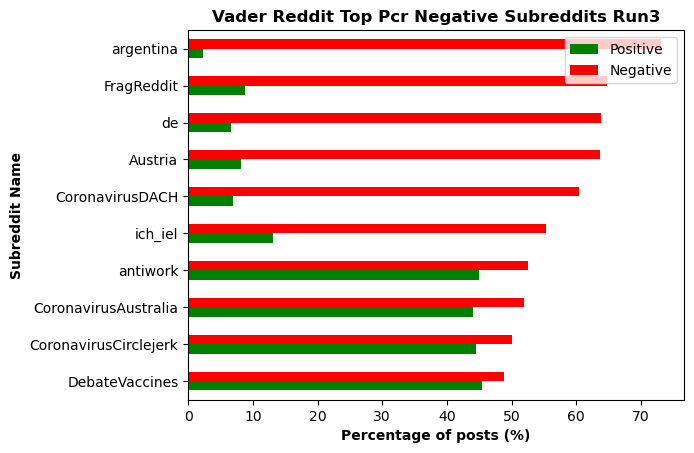 Vader Reddit Top Pcr Negative Subreddits Run3
Positive
Negative
Subreddit Name
argentina
FragReddit
de
Austria
CoronavirusDACH
ich_iel
antiwork
CoronavirusAustralia
CoronavirusCirclejerk
DebateVaccines
0 10 20 30 40 50 60 70
Percentage of posts (%)